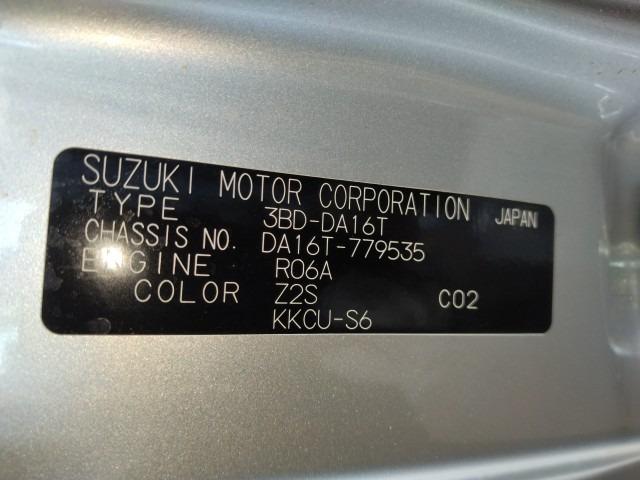 SUZUKI MOTOR CORPORATION JAPAN
TYPE 3BD-DA16T
CHASSIS NO. DA16T-779535
ENGINE R06A
COLOR Z2S C02
KKCU-S6